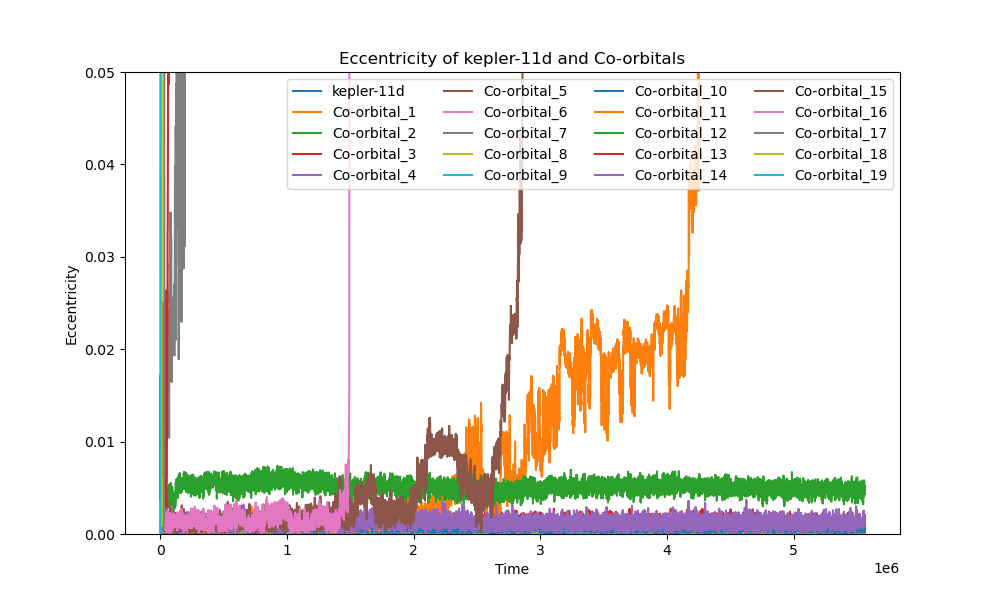 Eccentricity of kepler-11d and Co-orbitals
kepler-11d Co-orbital_5 Co-orbital_10 Co-orbital_15
Co-orbital_1 Co-orbital_6 Co-orbital_11 Co-orbital_16
Co-orbital_2 Co-orbital_7 Co-orbital_12 Co-orbital_17
Co-orbital_3 Co-orbital_8 Co-orbital_13 Co-orbital_18
Co-orbital_4 Co-orbital_9 Co-orbital_14 Co-orbital_19
0.05
0.04
0.03
0.02
0.01
0.00
Eccentricity
0 1 2 3 4 5
Time
1e6